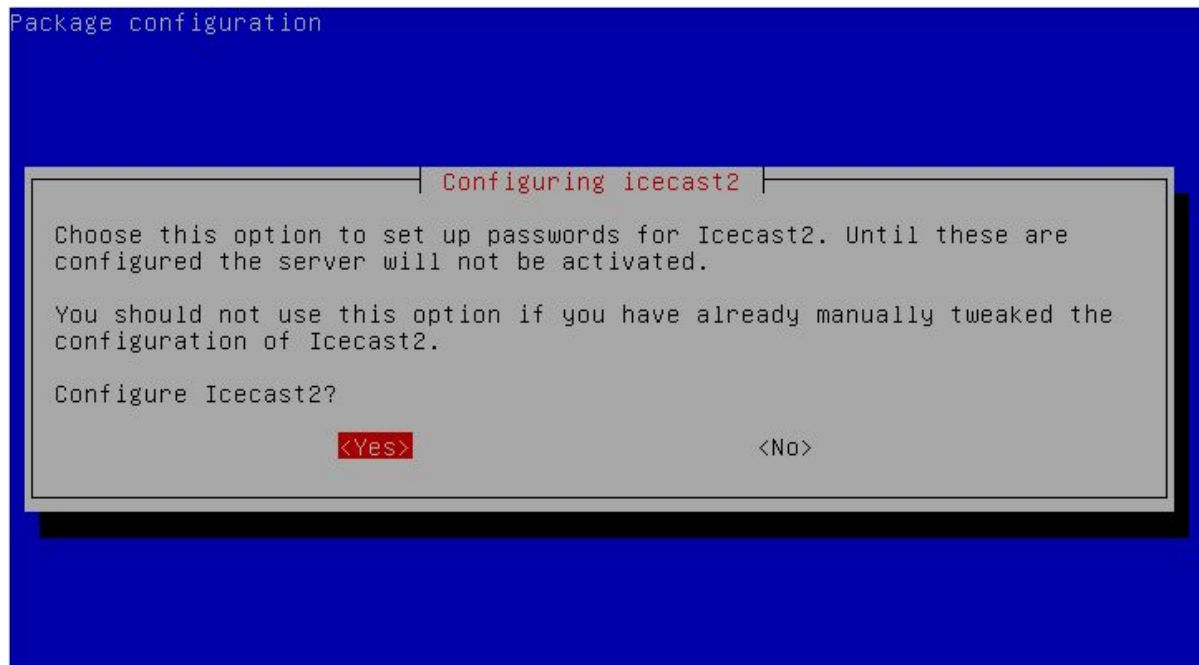 Package configuration
Configuring icecast2
Choose this option to set up passwords for Icecast2. Until these are
configured the server will not be activated.
You should not use this option if you have already manually tweaked the
configuration of Icecast2.
Configure Icecast2?
<Yes> <No>